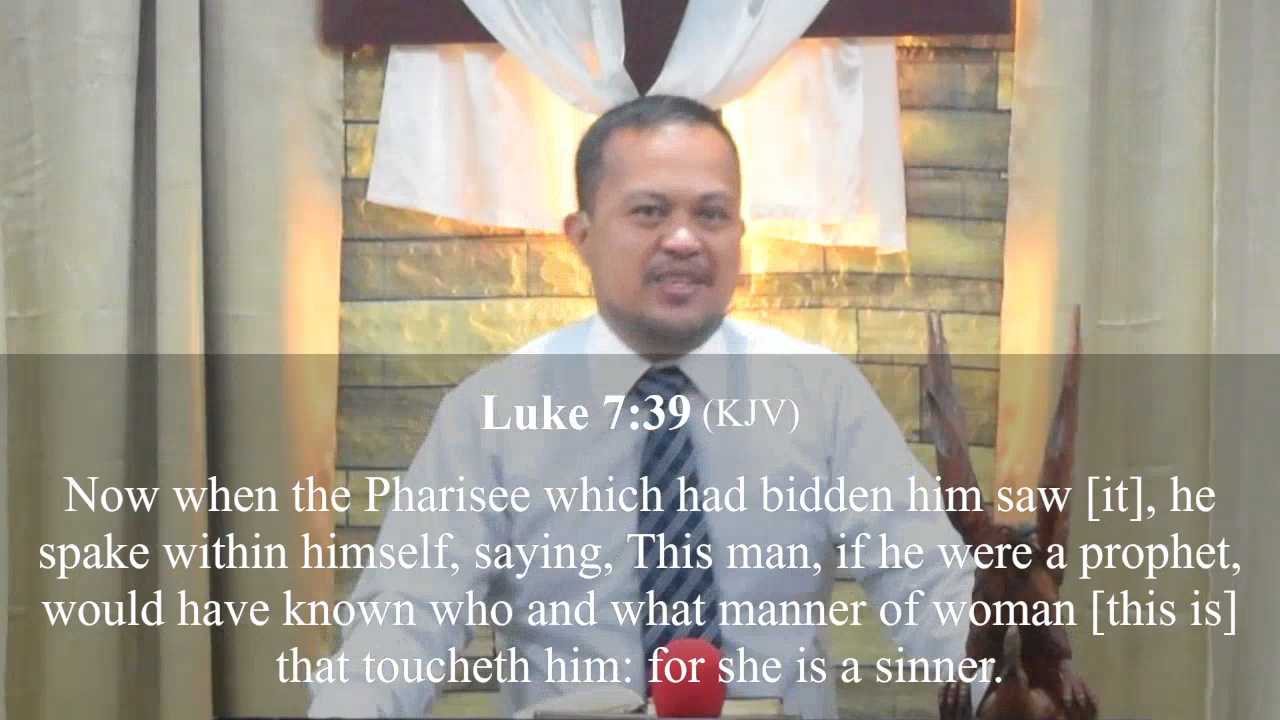 Luke 7:39 (KJV)
Now when the Pharisee which had bidden him saw [it], he
spake within himself, saying, This man, if he were a prophet,
would have known who and what manner of woman [this is]
that toucheth him: for she is a sinner.